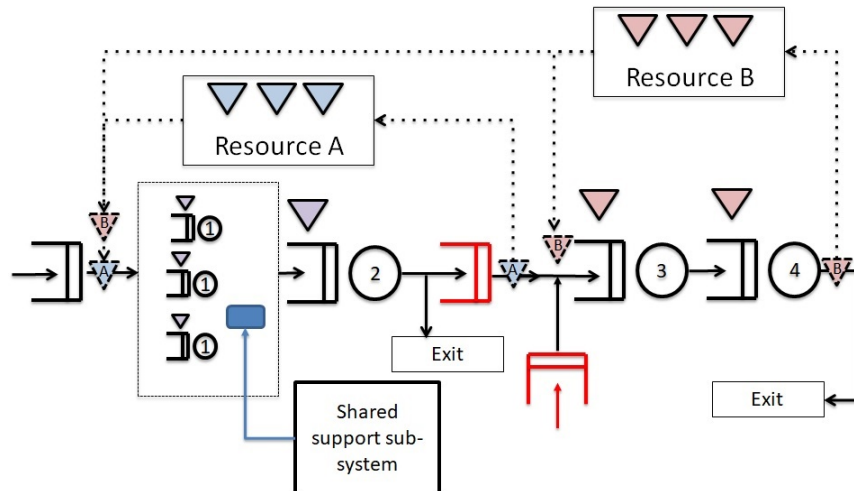 Resource B
Resource A
B
A
1
1
1
2
A
B
3
4
B
Exit
Exit
Shared
support sub-
system